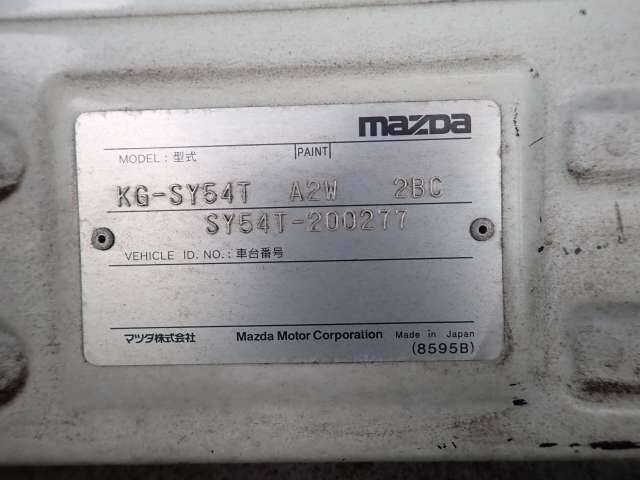 mazda
MODEL : 型式 |PAINT|
KG-SY54T A2W 2BC
SY54T-200277
VEHICLE ID. NO. : 車台番号
マツダ株式会社 Mazda Motor Corporation Made in Japan
(8595B)